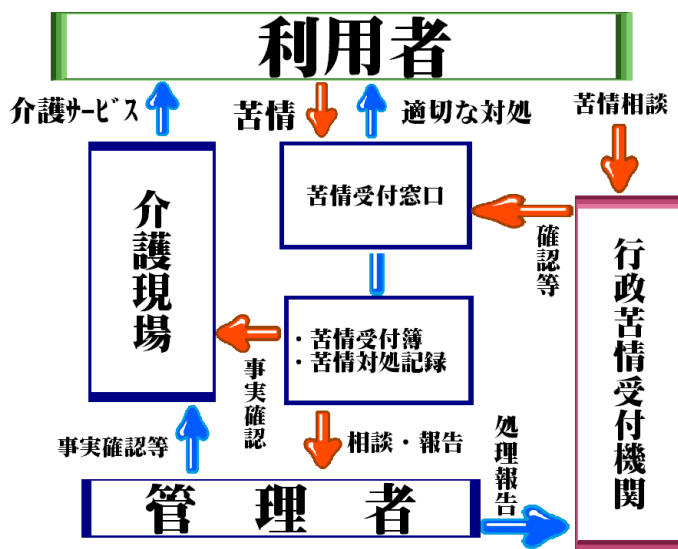 利用者
介護サービス
苦情
適切な対処
苦情相談
苦情受付窓口
介護現場
確認等
行政苦情受付機関
・苦情受付簿
・苦情対処記録
事実確認
事実確認等
相談・報告
処理報告
管理者